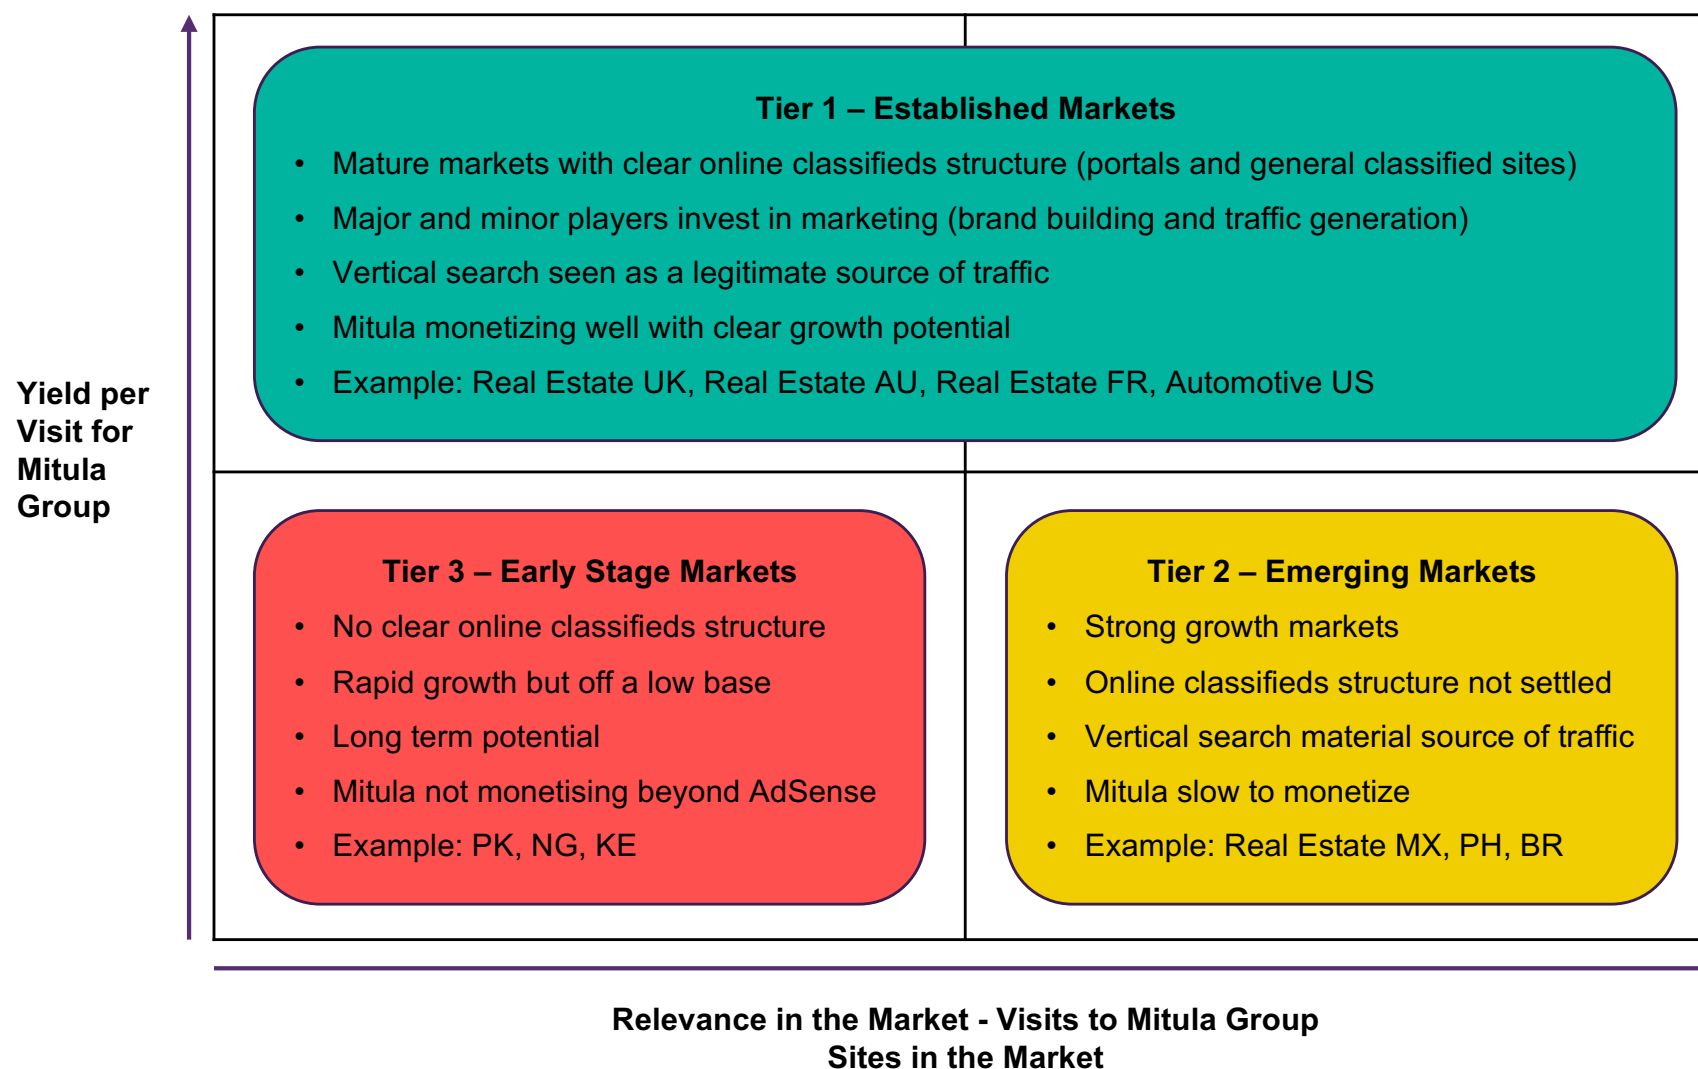 Yield per
Visit for
Mitula
Group
Tier 1 – Established Markets
• Mature markets with clear online classifieds structure (portals and general classified sites)
• Major and minor players invest in marketing (brand building and traffic generation)
• Vertical search seen as a legitimate source of traffic
• Mitula monetizing well with clear growth potential
• Example: Real Estate UK, Real Estate AU, Real Estate FR, Automotive US
Tier 3 – Early Stage Markets
• No clear online classifieds structure
• Rapid growth but off a low base
• Long term potential
• Mitula not monetising beyond AdSense
• Example: PK, NG, KE
Tier 2 – Emerging Markets
• Strong growth markets
• Online classifieds structure not settled
• Vertical search material source of traffic
• Mitula slow to monetize
• Example: Real Estate MX, PH, BR
Relevance in the Market - Visits to Mitula Group
Sites in the Market